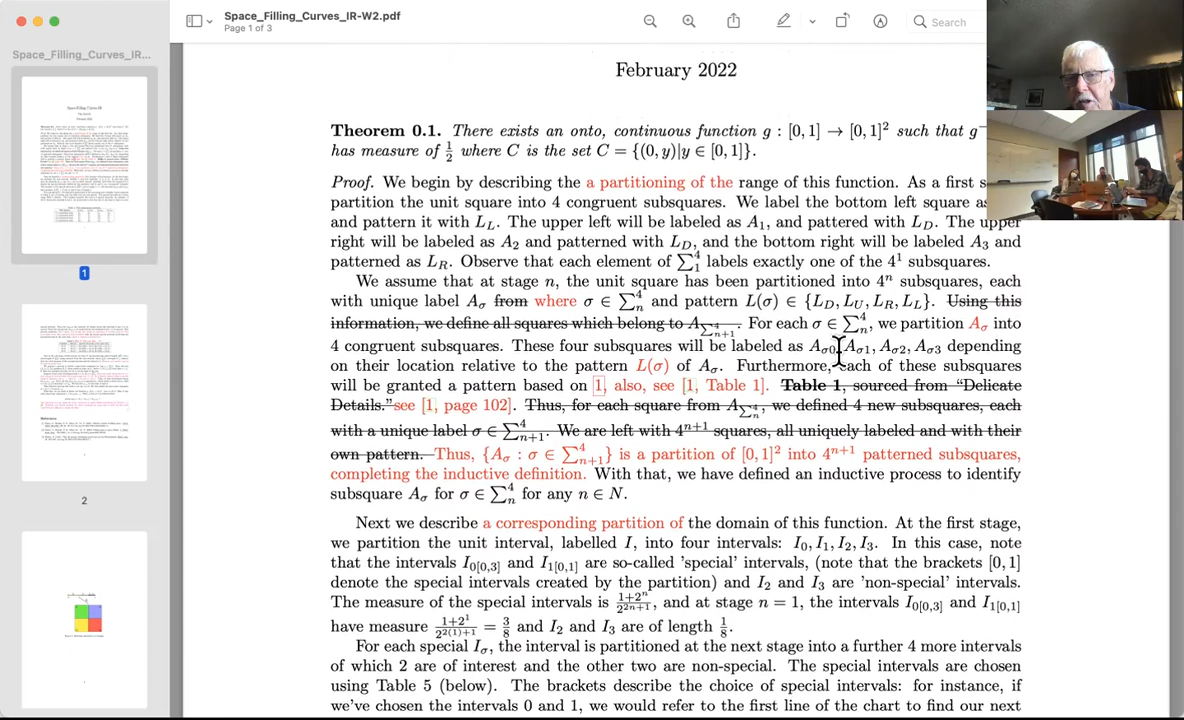 Space_Filling_Curves_IR-W2.pdf
Page 1 of 3
Search
Space_Filling_Curves_IR...
1
2
February 2022
Theorem 0.1. There exists an onto, continuous function g : [0,1] → [0,1]² such that g⁻
has measure of 1/2 where C is the set C = {(0, y)|y ∈ [0,1]}.
Proof. We begin by describing the a partitioning of the range of this function. As a first s
partition the unit square into 4 congruent subsquares. We label the bottom left square as
and pattern it with L_L. The upper left will be labeled as A₁, and pattered with L_D. The upper
right will be labeled as A₂ and patterned with L_D, and the bottom right will be labeled A₃ and
patterned as L_R. Observe that each element of ∑₁⁴ labels exactly one of the 4¹ subsquares.
We assume that at stage n, the unit square has been partitioned into 4ⁿ subsquares, each
with unique label A_σ from where σ ∈ ∑ₙ⁴ and pattern L(σ) ∈ {L_D, L_U, L_R, L_L}. Using this
information, we define all squares which belong to A_{∑⁴ₙ₊₁}. For each σ ∈ ∑ₙ⁴, we partition A_σ into
4 congruent subsquares. These four subsquares will be labeled as A_σ0, A_σ1, A_σ2, A_σ3 depending
on their location relative to the pattern L(σ) of A_σ. Furthermore, each of these subsquares
will be granted a pattern based on [1], also, see [1, Table 1]. Table 1, sourced from "Delicate
Details."see [1, page 102]. Thus, for each square from A_{∑⁴ₙ}, we defined 4 new subsquares, each
with a unique label σ ∈ ∑⁴ₙ₊₁. We are left with 4ⁿ⁺¹ square, all uniquely labeled and with their
own pattern. Thus, {A_σ : σ ∈ ∑⁴ₙ₊₁} is a partition of [0,1]² into 4ⁿ⁺¹ patterned subsquares,
completing the inductive definition. With that, we have defined an inductive process to identify
subsquare A_σ for σ ∈ ∑ₙ⁴ for any n ∈ N.
Next we describe a corresponding partition of the domain of this function. At the first stage,
we partition the unit interval, labelled I, into four intervals: I₀, I₁, I₂, I₃. In this case, note
that the intervals I_0[0,3] and I_1[0,1] are so-called 'special' intervals, (note that the brackets [0,1]
denote the special intervals created by the partition) and I₂ and I₃ are 'non-special' intervals.
The measure of the special intervals is (1+2ⁿ)/(2²ⁿ⁺¹), and at stage n = 1, the intervals I_0[0,3] and I_1[0,1]
have measure (1+2¹)/(2²⁽¹⁾⁺¹) = 3/8 and I₂ and I₃ are of length 1/8.
For each special I_σ, the interval is partitioned at the next stage into a further 4 more intervals
of which 2 are of interest and the other two are non-special. The special intervals are chosen
using Table 5 (below). The brackets describe the choice of special intervals: for instance, if
we've chosen the intervals 0 and 1, we would refer to the first line of the chart to find our next